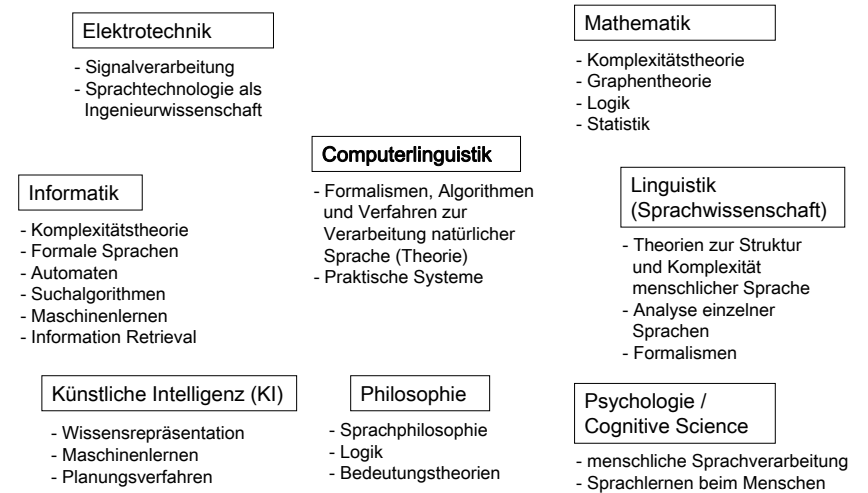 Elektrotechnik
- Signalverarbeitung
- Sprachtechnologie als
Ingenieurwissenschaft
Mathematik
- Komplexitätstheorie
- Graphentheorie
- Logik
- Statistik
Computerlinguistik
- Formalismen, Algorithmen
und Verfahren zur
Verarbeitung natürlicher
Sprache (Theorie)
- Praktische Systeme
Informatik
- Komplexitätstheorie
- Formale Sprachen
- Automaten
- Suchalgorithmen
- Maschinenlernen
- Information Retrieval
Linguistik
(Sprachwissenschaft)
- Theorien zur Struktur
und Komplexität
menschlicher Sprache
- Analyse einzelner
Sprachen
- Formalismen
Künstliche Intelligenz (KI)
- Wissensrepräsentation
- Maschinenlernen
- Planungsverfahren
Philosophie
- Sprachphilosophie
- Logik
- Bedeutungstheorien
Psychologie /
Cognitive Science
- menschliche Sprachverarbeitung
- Sprachlernen beim Menschen